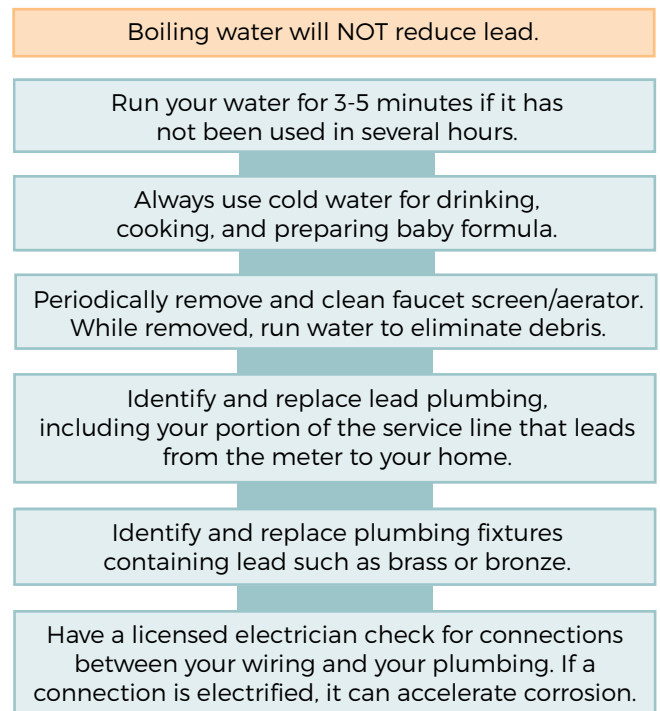 Boiling water will NOT reduce lead.
Run your water for 3-5 minutes if it has
not been used in several hours.
Always use cold water for drinking,
cooking, and preparing baby formula.
Periodically remove and clean faucet screen/aerator.
While removed, run water to eliminate debris.
Identify and replace lead plumbing,
including your portion of the service line that leads
from the meter to your home.
Identify and replace plumbing fixtures
containing lead such as brass or bronze.
Have a licensed electrician check for connections
between your wiring and your plumbing. If a
connection is electrified, it can accelerate corrosion.